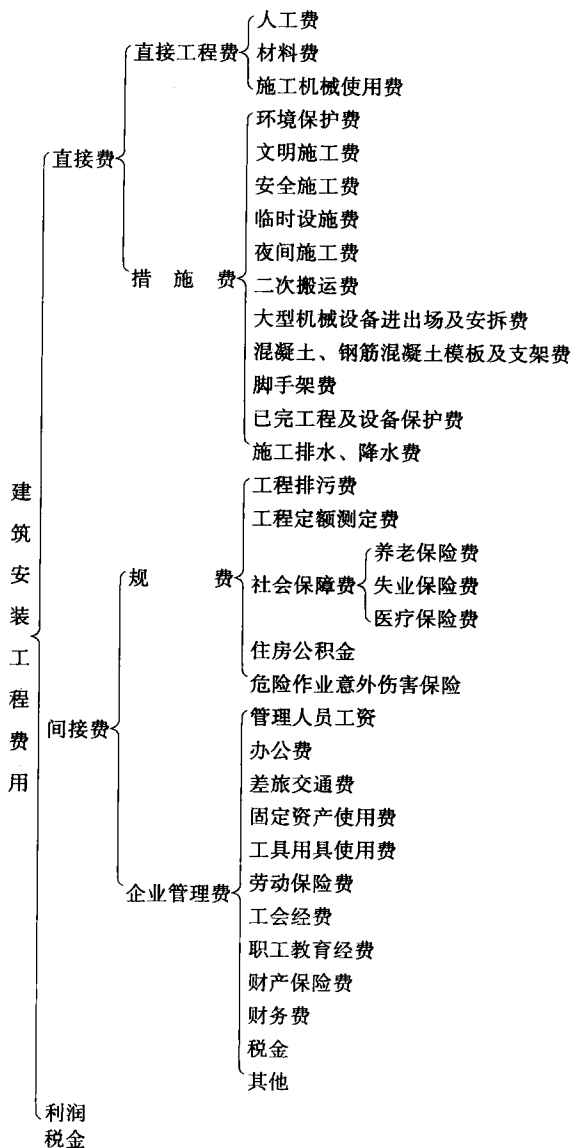 建筑安装工程费用
直接费
直接工程费
人工费
材料费
施工机械使用费
措施费
环境保护费
文明施工费
安全施工费
临时设施费
夜间施工费
二次搬运费
大型机械设备进出场及安拆费
混凝土、钢筋混凝土模板及支架费
脚手架费
已完工程及设备保护费
施工排水、降水费
间接费
规费
工程排污费
工程定额测定费
社会保障费
养老保险费
失业保险费
医疗保险费
住房公积金
危险作业意外伤害保险
企业管理费
管理人员工资
办公费
差旅交通费
固定资产使用费
工具用具使用费
劳动保险费
工会经费
职工教育经费
财产保险费
财务费
税金
其他
利润
税金